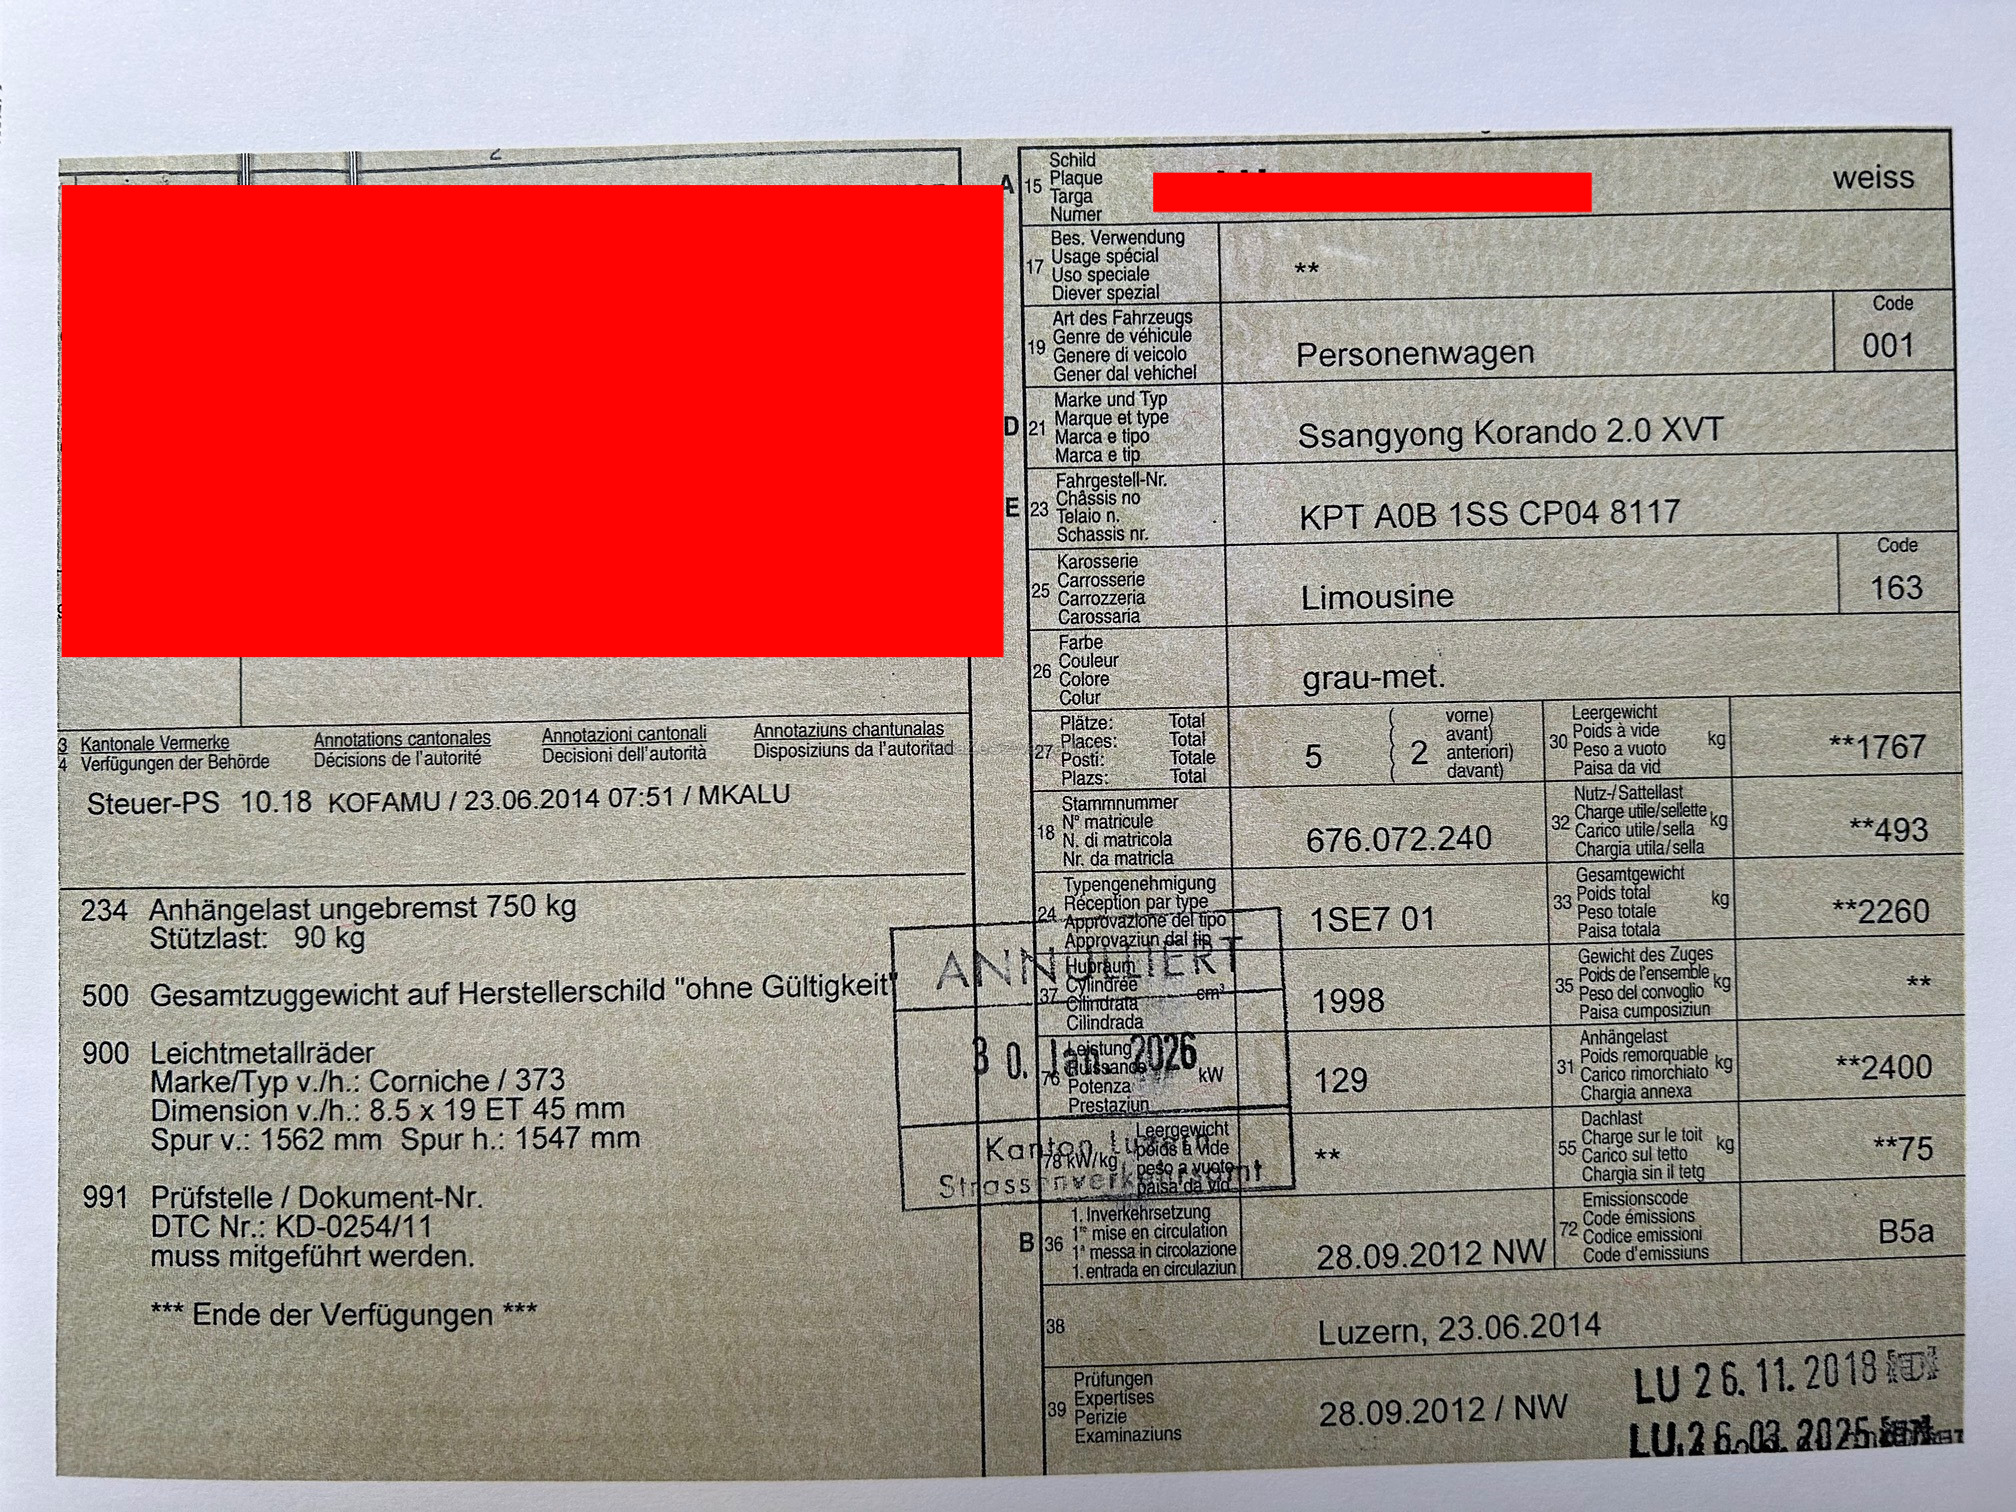 15 Schild
Plaque
Targa
Numer
weiss
17 Bes. Verwendung
Usage spécial
Uso speciale
Diever spezial
**
19 Art des Fahrzeugs
Genre de véhicule
Genere di veicolo
Gener dal vehichel
Personenwagen
Code
001
D 21 Marke und Typ
Marque et type
Marca e tipo
Marca e tip
Ssangyong Korando 2.0 XVT
E 23 Fahrgestell-Nr.
Châssis no
Telaio n.
Schassis nr.
KPT A0B 1SS CP04 8117
25 Karosserie
Carrosserie
Carrozzeria
Carossaria
Limousine
Code
163
26 Farbe
Couleur
Colore
Colur
grau-met.
27 Plätze: Total
Places: Total
Posti: Totale
Plazs: Total
5
2
vorne)
avant)
anteriori)
davant)
30 Leergewicht
Poids à vide
Peso a vuoto
Paisa da vid
kg
**1767
18 Stammnummer
N° matricule
N. di matricola
Nr. da matricla
676.072.240
32 Nutz-/Sattellast
Charge utile/sellette
Carico utile/sella
Chargia utila/sella
kg
**493
24 Typengenehmigung
Réception par type
Approvazione del tipo
Approvaziun dal tip
1SE7 01
33 Gesamtgewicht
Poids total
Peso totale
Paisa totala
kg
**2260
37 Hubraum
Cylindrée
Cilindrata
Cilindrada
cm³
1998
35 Gewicht des Zuges
Poids de l'ensemble
Peso del convoglio
Paisa cumposiziun
kg
**
76 Leistung
Puissance
Potenza
Prestaziun
kW
129
31 Anhängelast
Poids remorquable
Carico rimorchiato
Chargia annexa
kg
**2400
78 kW/kg
Leergewicht
poids à vide
peso a vuoto
paisa da vid
**
55 Dachlast
Charge sur le toit
Carico sul tetto
Chargia sin il tetg
kg
**75
B 36 1. Inverkehrsetzung
1re mise en circulation
1a messa in circolazione
1. entrada en circulaziun
28.09.2012 NW
72 Emissionscode
Code émissions
Codice emissioni
Code d'emissiuns
B5a
38
Luzern, 23.06.2014
39 Prüfungen
Expertises
Perizie
Examinaziuns
28.09.2012 / NW
LU 26. 11. 2018
LU 26.03. 2025
3 Kantonale Vermerke
4 Verfügungen der Behörde
Annotations cantonales
Décisions de l'autorité
Annotazioni cantonali
Decisioni dell'autorità
Annotaziuns chantunalas
Disposiziuns da l'autoritad
Steuer-PS 10.18 KOFAMU / 23.06.2014 07:51 / MKALU
234 Anhängelast ungebremst 750 kg
Stützlast: 90 kg
500 Gesamtzuggewicht auf Herstellerschild "ohne Gültigkeit"
900 Leichtmetallräder
Marke/Typ v./h.: Corniche / 373
Dimension v./h.: 8.5 x 19 ET 45 mm
Spur v.: 1562 mm Spur h.: 1547 mm
991 Prüfstelle / Dokument-Nr.
DTC Nr.: KD-0254/11
muss mitgeführt werden.
*** Ende der Verfügungen ***
ANNULLIERT
30. Jan. 2026
Kanton Luzern
Strassenverkehrsamt